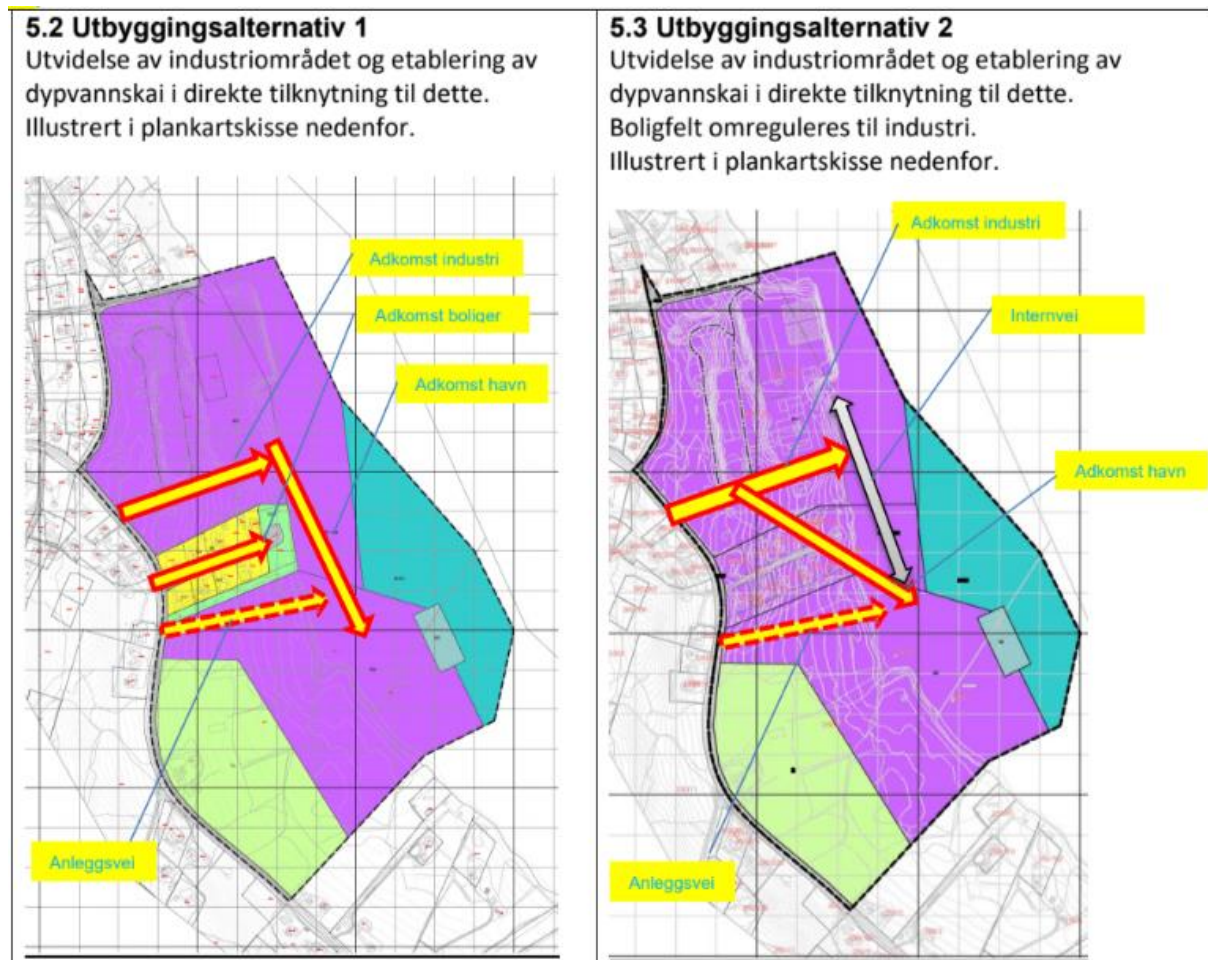 5.2 Utbyggingsalternativ 1
Utvidelse av industriområdet og etablering av
dypvannskai i direkte tilknytning til dette.
Illustrert i plankartskisse nedenfor.
Adkomst industri
Adkomst boliger
Adkomst havn
Anleggsvei
5.3 Utbyggingsalternativ 2
Utvidelse av industriområdet og etablering av
dypvannskai i direkte tilknytning til dette.
Boligfelt omreguleres til industri.
Illustrert i plankartskisse nedenfor.
Adkomst industri
Internvei
Adkomst havn
Anleggsvei